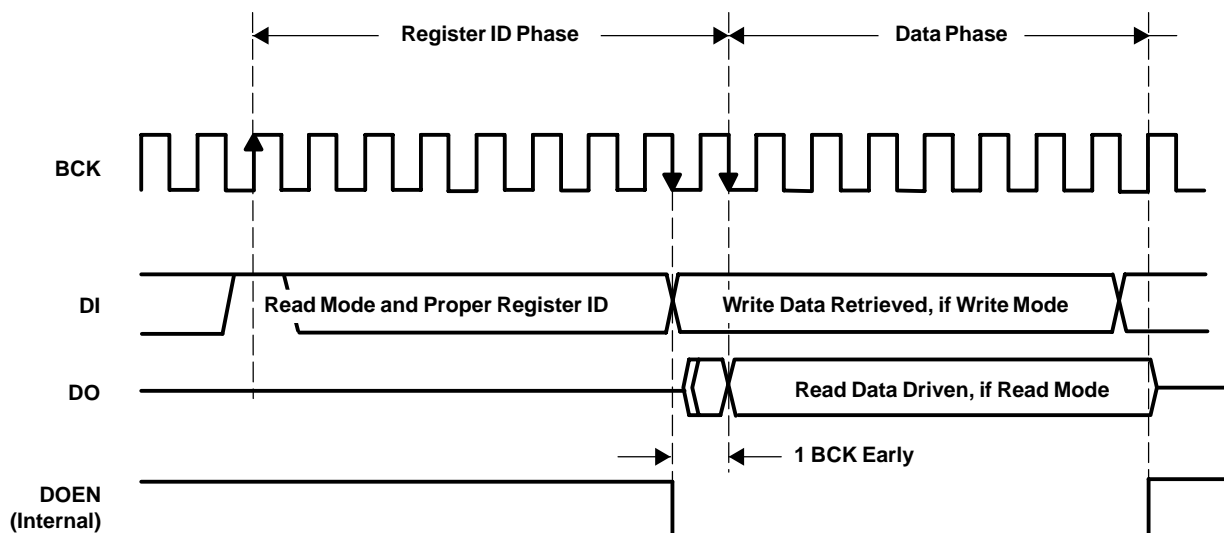 Register ID Phase
Data Phase
BCK
DI
Read Mode and Proper Register ID
Write Data Retrieved, if Write Mode
DO
Read Data Driven, if Read Mode
1 BCK Early
DOEN
(Internal)